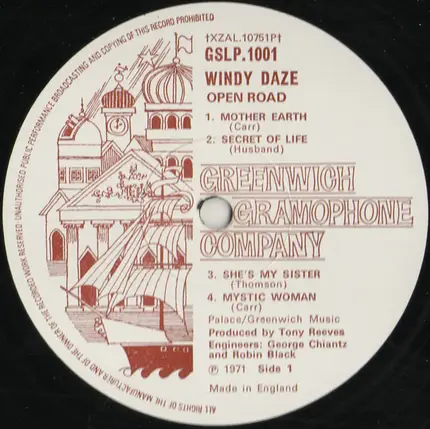 ALL RIGHTS OF THE MANUFACTURER AND OF THE OWNER OF THE RECORDED WORK RESERVED·UNAUTHORISED PUBLIC PERFORMANCE BROADCASTING AND COPYING OF THIS RECORD PROHIBITED
†XZAL.10751P†
GSLP.1001
WINDY DAZE
OPEN ROAD
1. MOTHER EARTH
(Carr)
2. SECRET OF LIFE
(Husband)
GREENWICH
GRAMOPHONE
COMPANY
3. SHE'S MY SISTER
(Thomson)
4. MYSTIC WOMAN
(Carr)
Palace/Greenwich Music
Produced by Tony Reeves
Engineers: George Chiantz
and Robin Black
℗ 1971 Side 1
Made in England